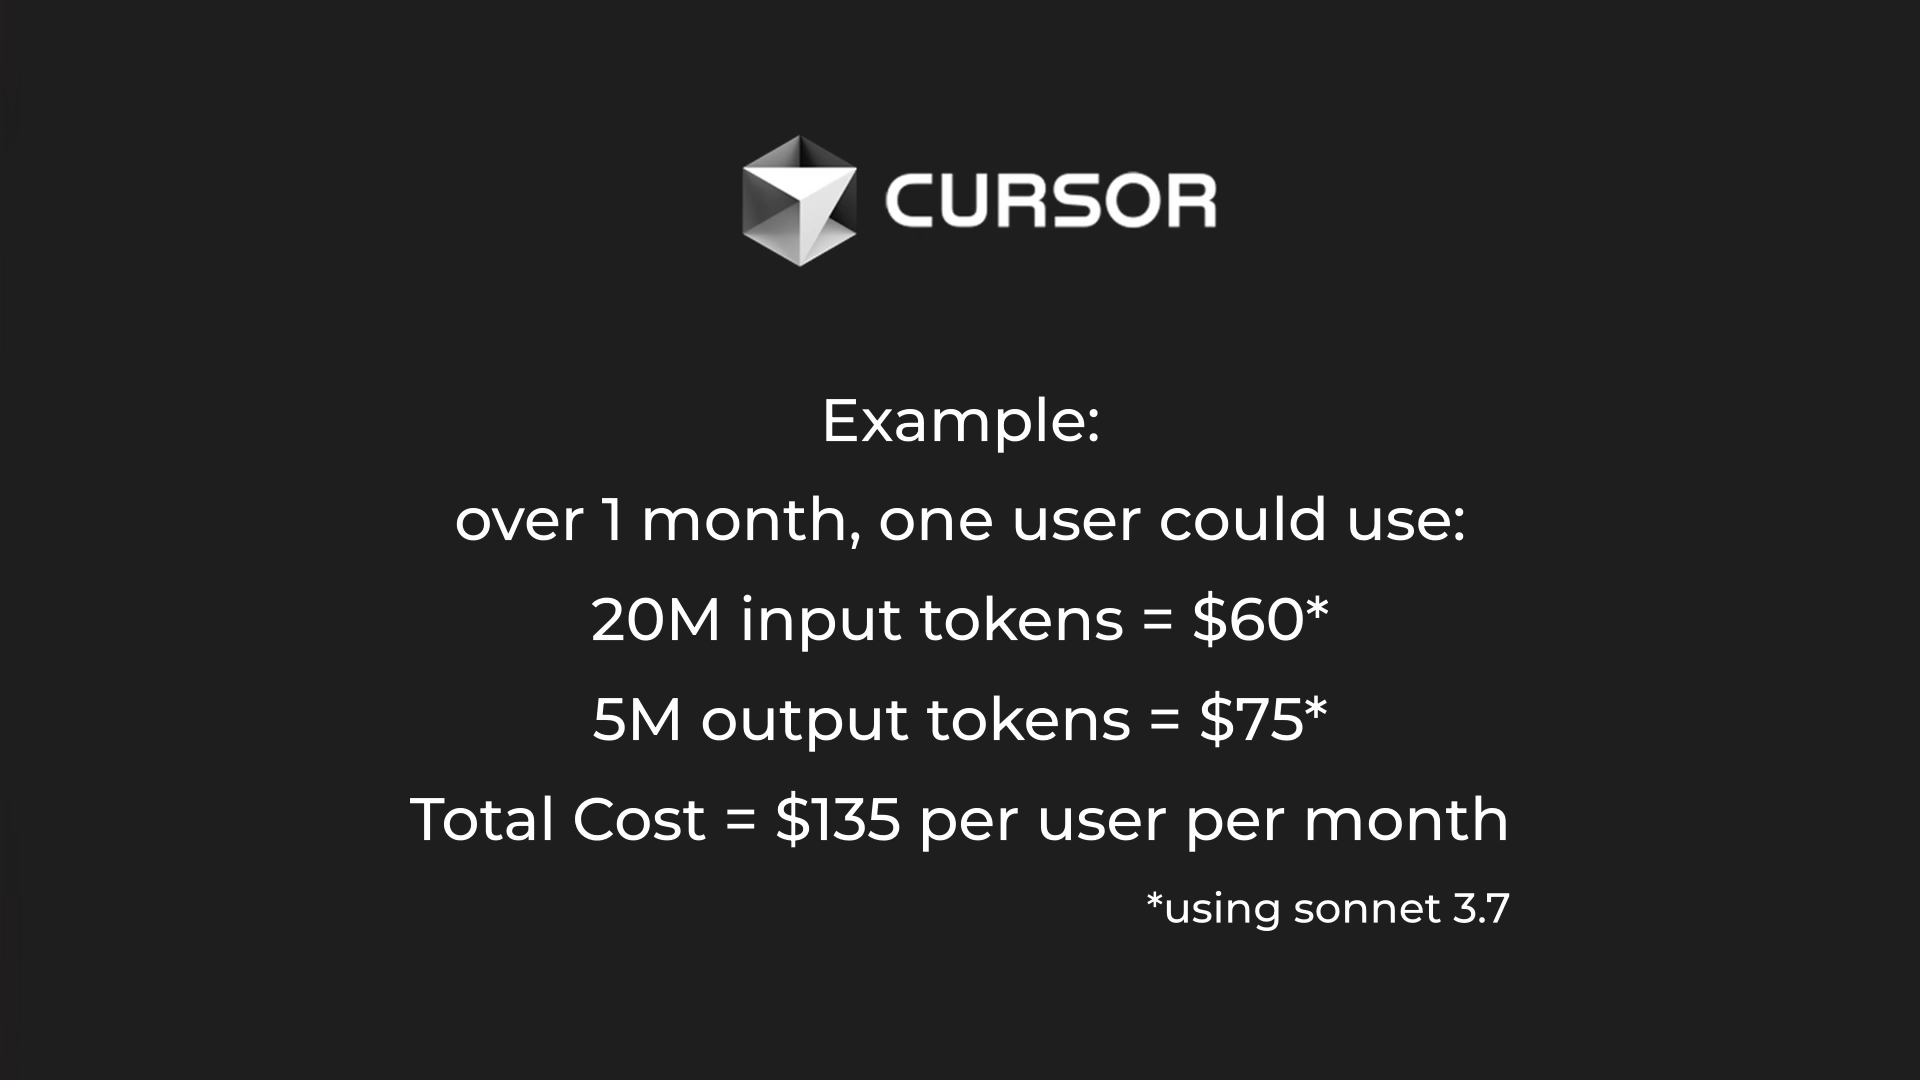 CURSOR
Example:
over 1 month, one user could use:
20M input tokens = $60*
5M output tokens = $75*
Total Cost = $135 per user per month
*using sonnet 3.7